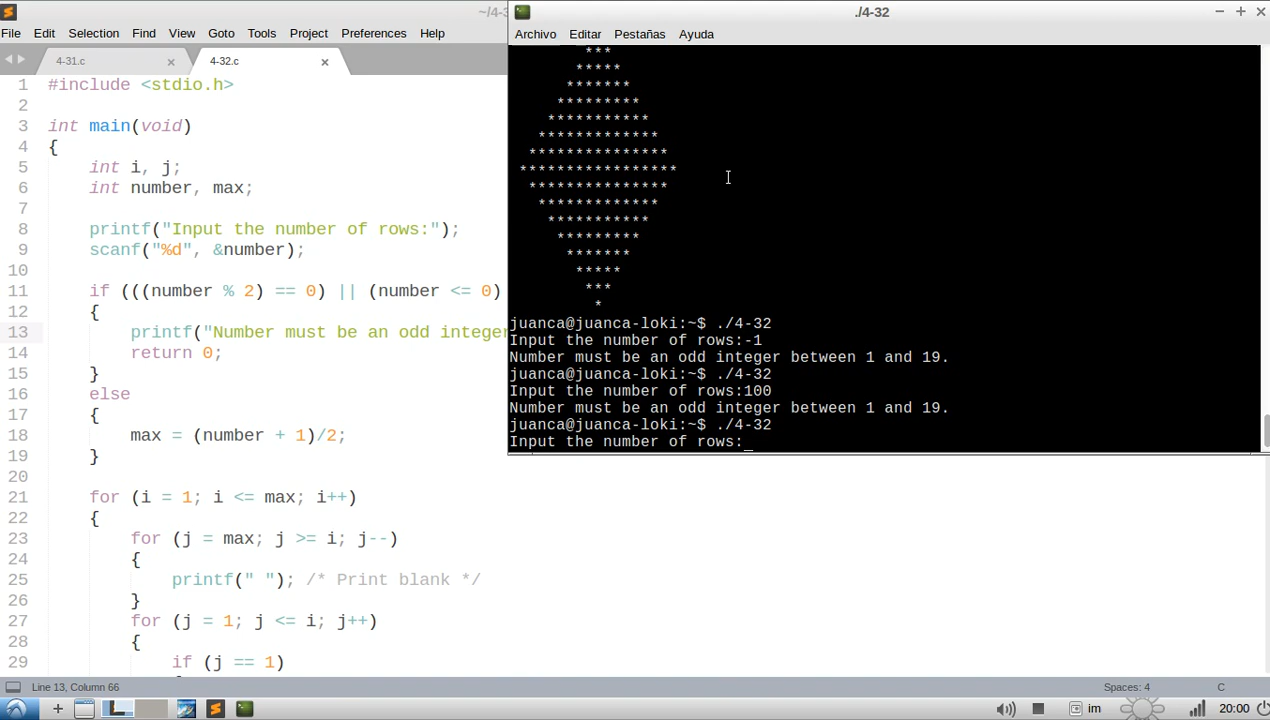 ~/4-3
File Edit Selection Find View Goto Tools Project Preferences Help
4-31.c × 4-32.c ×
1 #include <stdio.h>
2
3 int main(void)
4 {
5 int i, j;
6 int number, max;
7
8 printf("Input the number of rows:");
9 scanf("%d", &number);
10
11 if (((number % 2) == 0) || (number <= 0)
12 {
13 printf("Number must be an odd integer
14 return 0;
15 }
16 else
17 {
18 max = (number + 1)/2;
19 }
20
21 for (i = 1; i <= max; i++)
22 {
23 for (j = max; j >= i; j--)
24 {
25 printf(" "); /* Print blank */
26 }
27 for (j = 1; j <= i; j++)
28 {
29 if (j == 1)
./4-32
Archivo Editar Pestañas Ayuda
***
*****
*******
*********
***********
*************
***************
*****************
***************
*************
***********
*********
*******
*****
***
*
juanca@juanca-loki:~$ ./4-32
Input the number of rows:-1
Number must be an odd integer between 1 and 19.
juanca@juanca-loki:~$ ./4-32
Input the number of rows:100
Number must be an odd integer between 1 and 19.
juanca@juanca-loki:~$ ./4-32
Input the number of rows:_
Line 13, Column 66 Spaces: 4 C
im 20:00